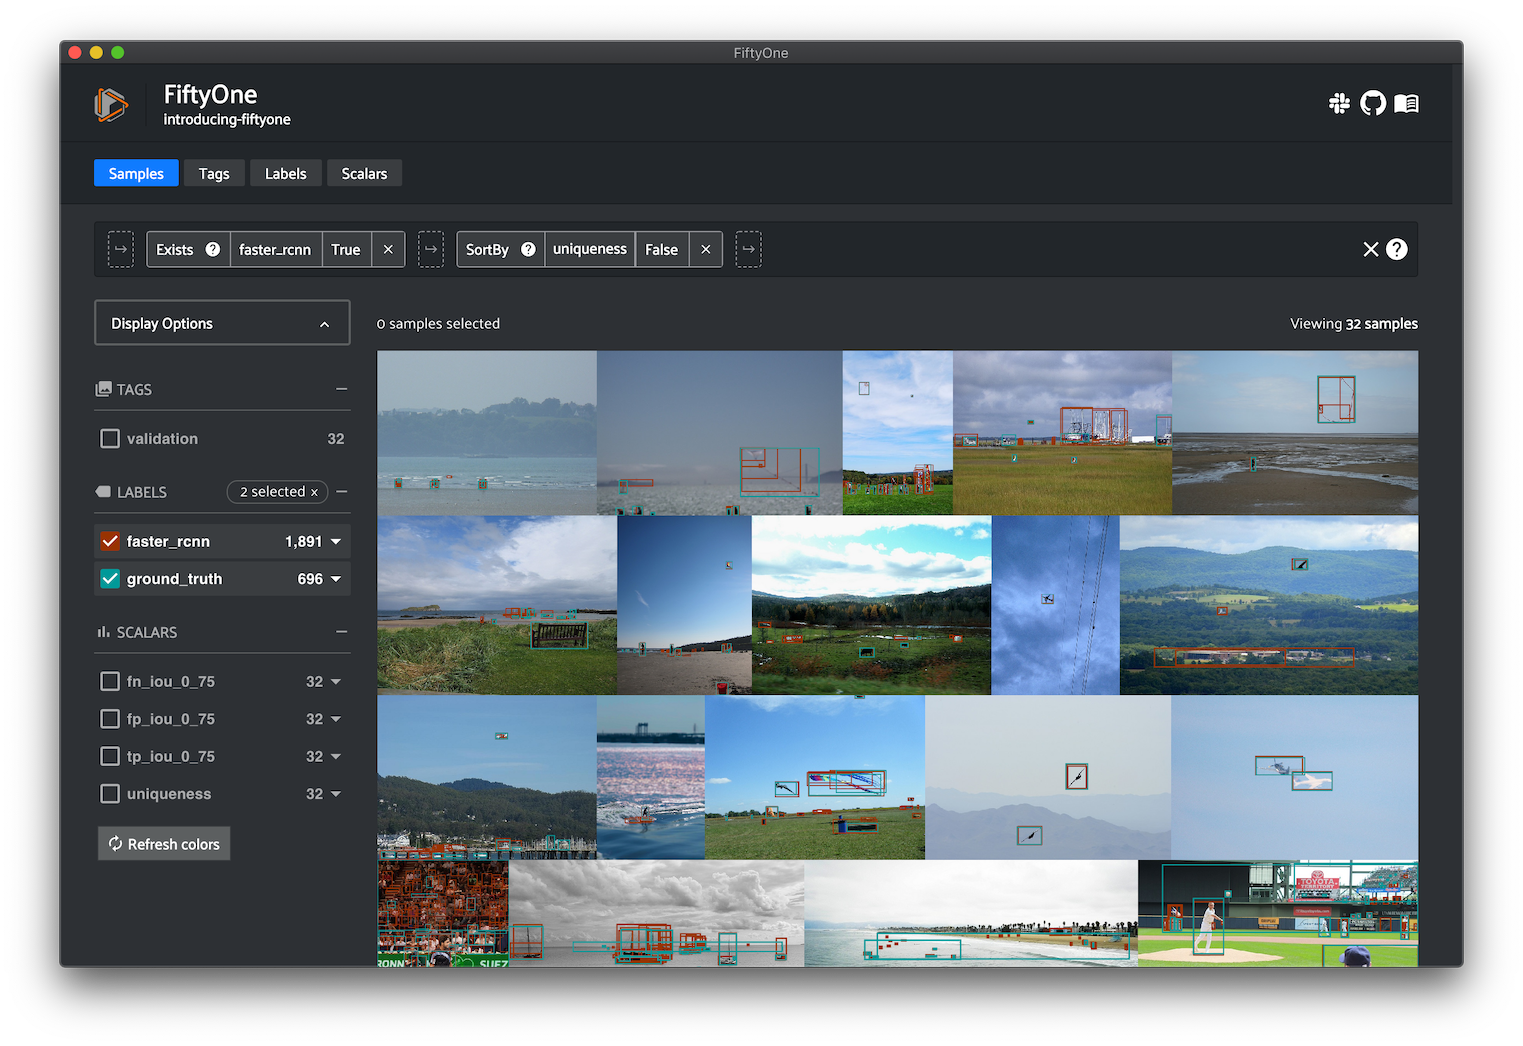 FiftyOne
FiftyOne
introducing-fiftyone
Samples Tags Labels Scalars
Exists ? faster_rcnn True × SortBy ? uniqueness False × ?
Display Options
0 samples selected
Viewing 32 samples
TAGS
validation 32
LABELS 2 selected ×
faster_rcnn 1,891
ground_truth 696
SCALARS
fn_iou_0_75 32
fp_iou_0_75 32
tp_iou_0_75 32
uniqueness 32
Refresh colors
TOYOTA
SUEZ